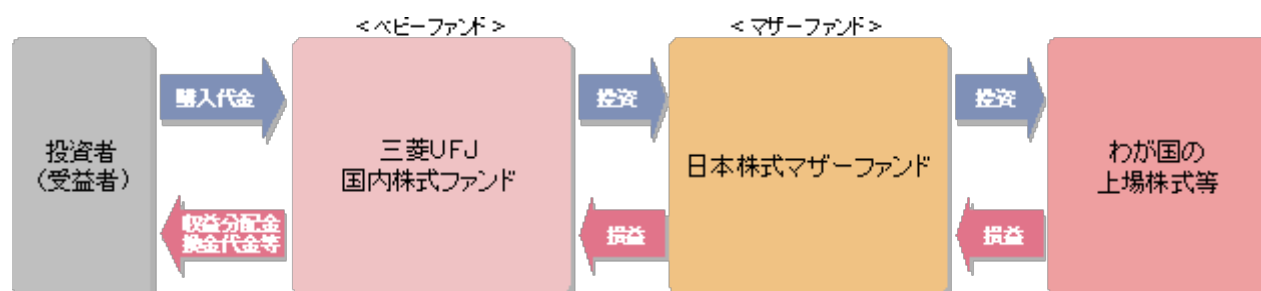 <ベビーファンド>
<マザーファンド>
購入代金
投資
投資
投資者
(受益者)
三菱UFJ
国内株式ファンド
日本株式マザーファンド
わが国の
上場株式等
収益分配金
換金代金等
損益
損益